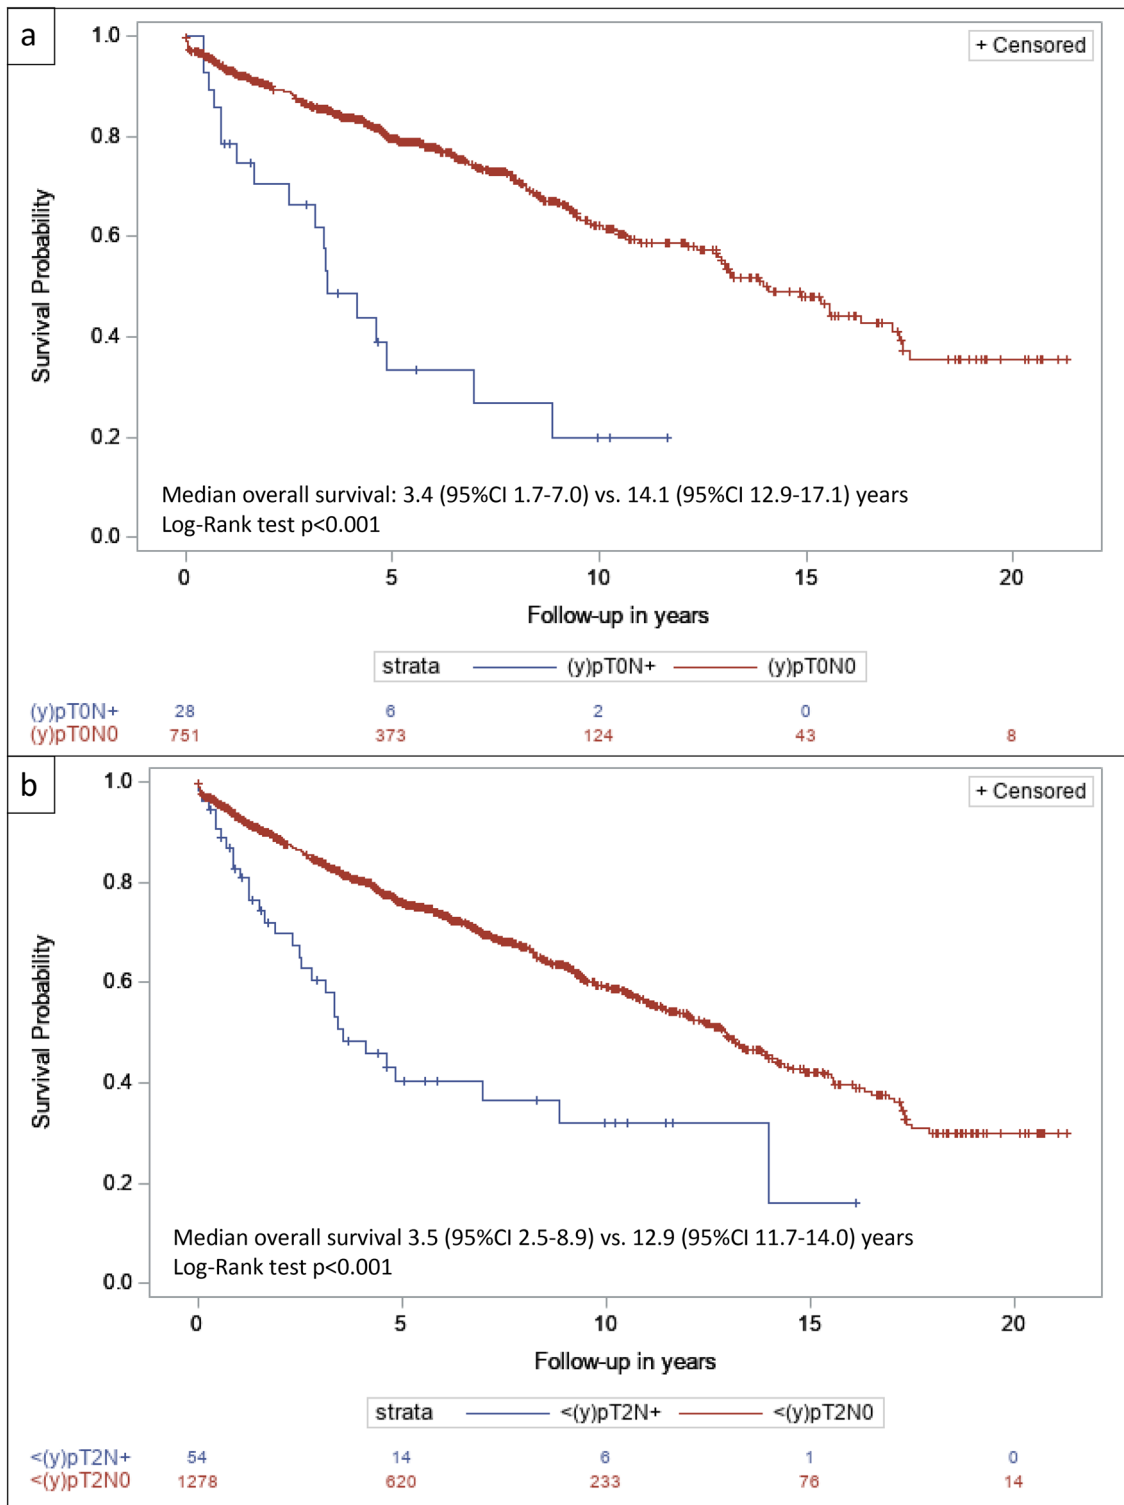 a
+ Censored
1.0
0.8
0.6
0.4
0.2
0.0
Survival Probability
Median overall survival: 3.4 (95%CI 1.7-7.0) vs. 14.1 (95%CI 12.9-17.1) years
Log-Rank test p<0.001
0 5 10 15 20
Follow-up in years
strata (y)pT0N+ (y)pT0N0
(y)pT0N+ 28 6 2 0
(y)pT0N0 751 373 124 43 8
b
+ Censored
1.0
0.8
0.6
0.4
0.2
0.0
Survival Probability
Median overall survival 3.5 (95%CI 2.5-8.9) vs. 12.9 (95%CI 11.7-14.0) years
Log-Rank test p<0.001
0 5 10 15 20
Follow-up in years
strata <(y)pT2N+ <(y)pT2N0
<(y)pT2N+ 54 14 6 1 0
<(y)pT2N0 1278 620 233 76 14